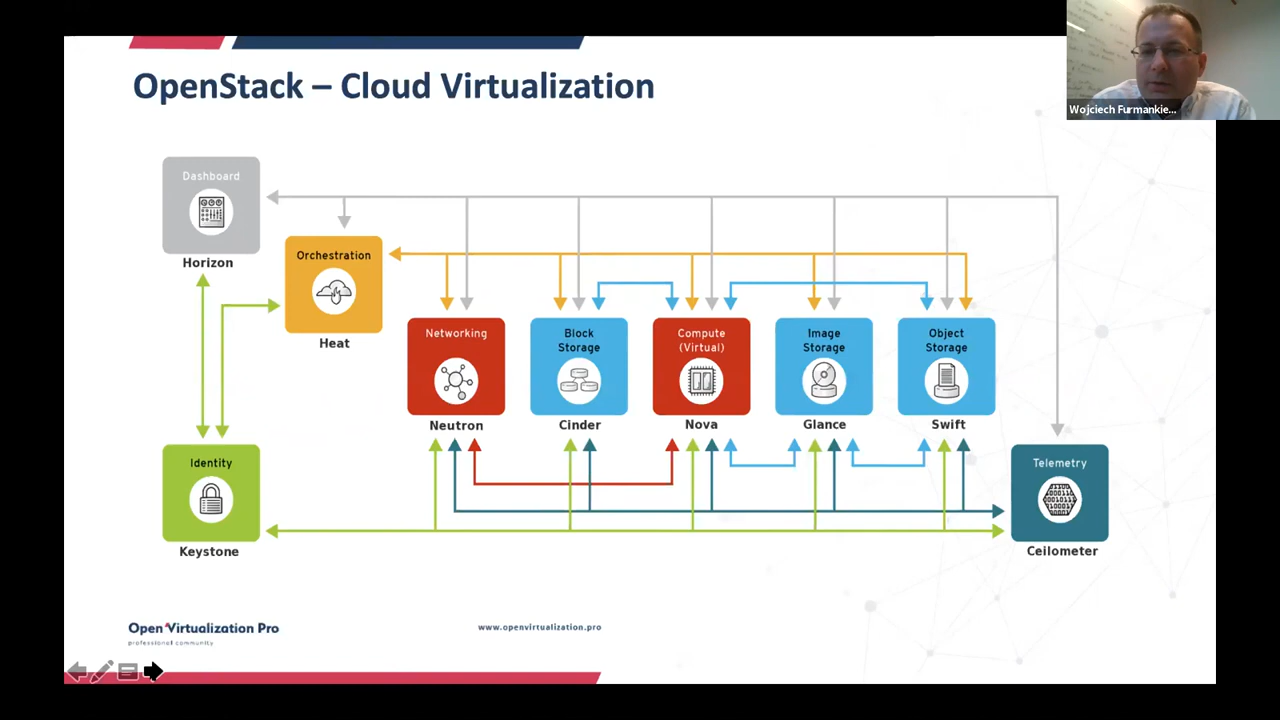 OpenStack – Cloud Virtualization
Wojciech Furmankie...
Dashboard
Horizon
Orchestration
Heat
Networking
Neutron
Block
Storage
Cinder
Compute
(Virtual)
Nova
Image
Storage
Glance
Object
Storage
Swift
Identity
Keystone
Telemetry
Ceilometer
Open Virtualization Pro
professional community
www.openvirtualization.pro